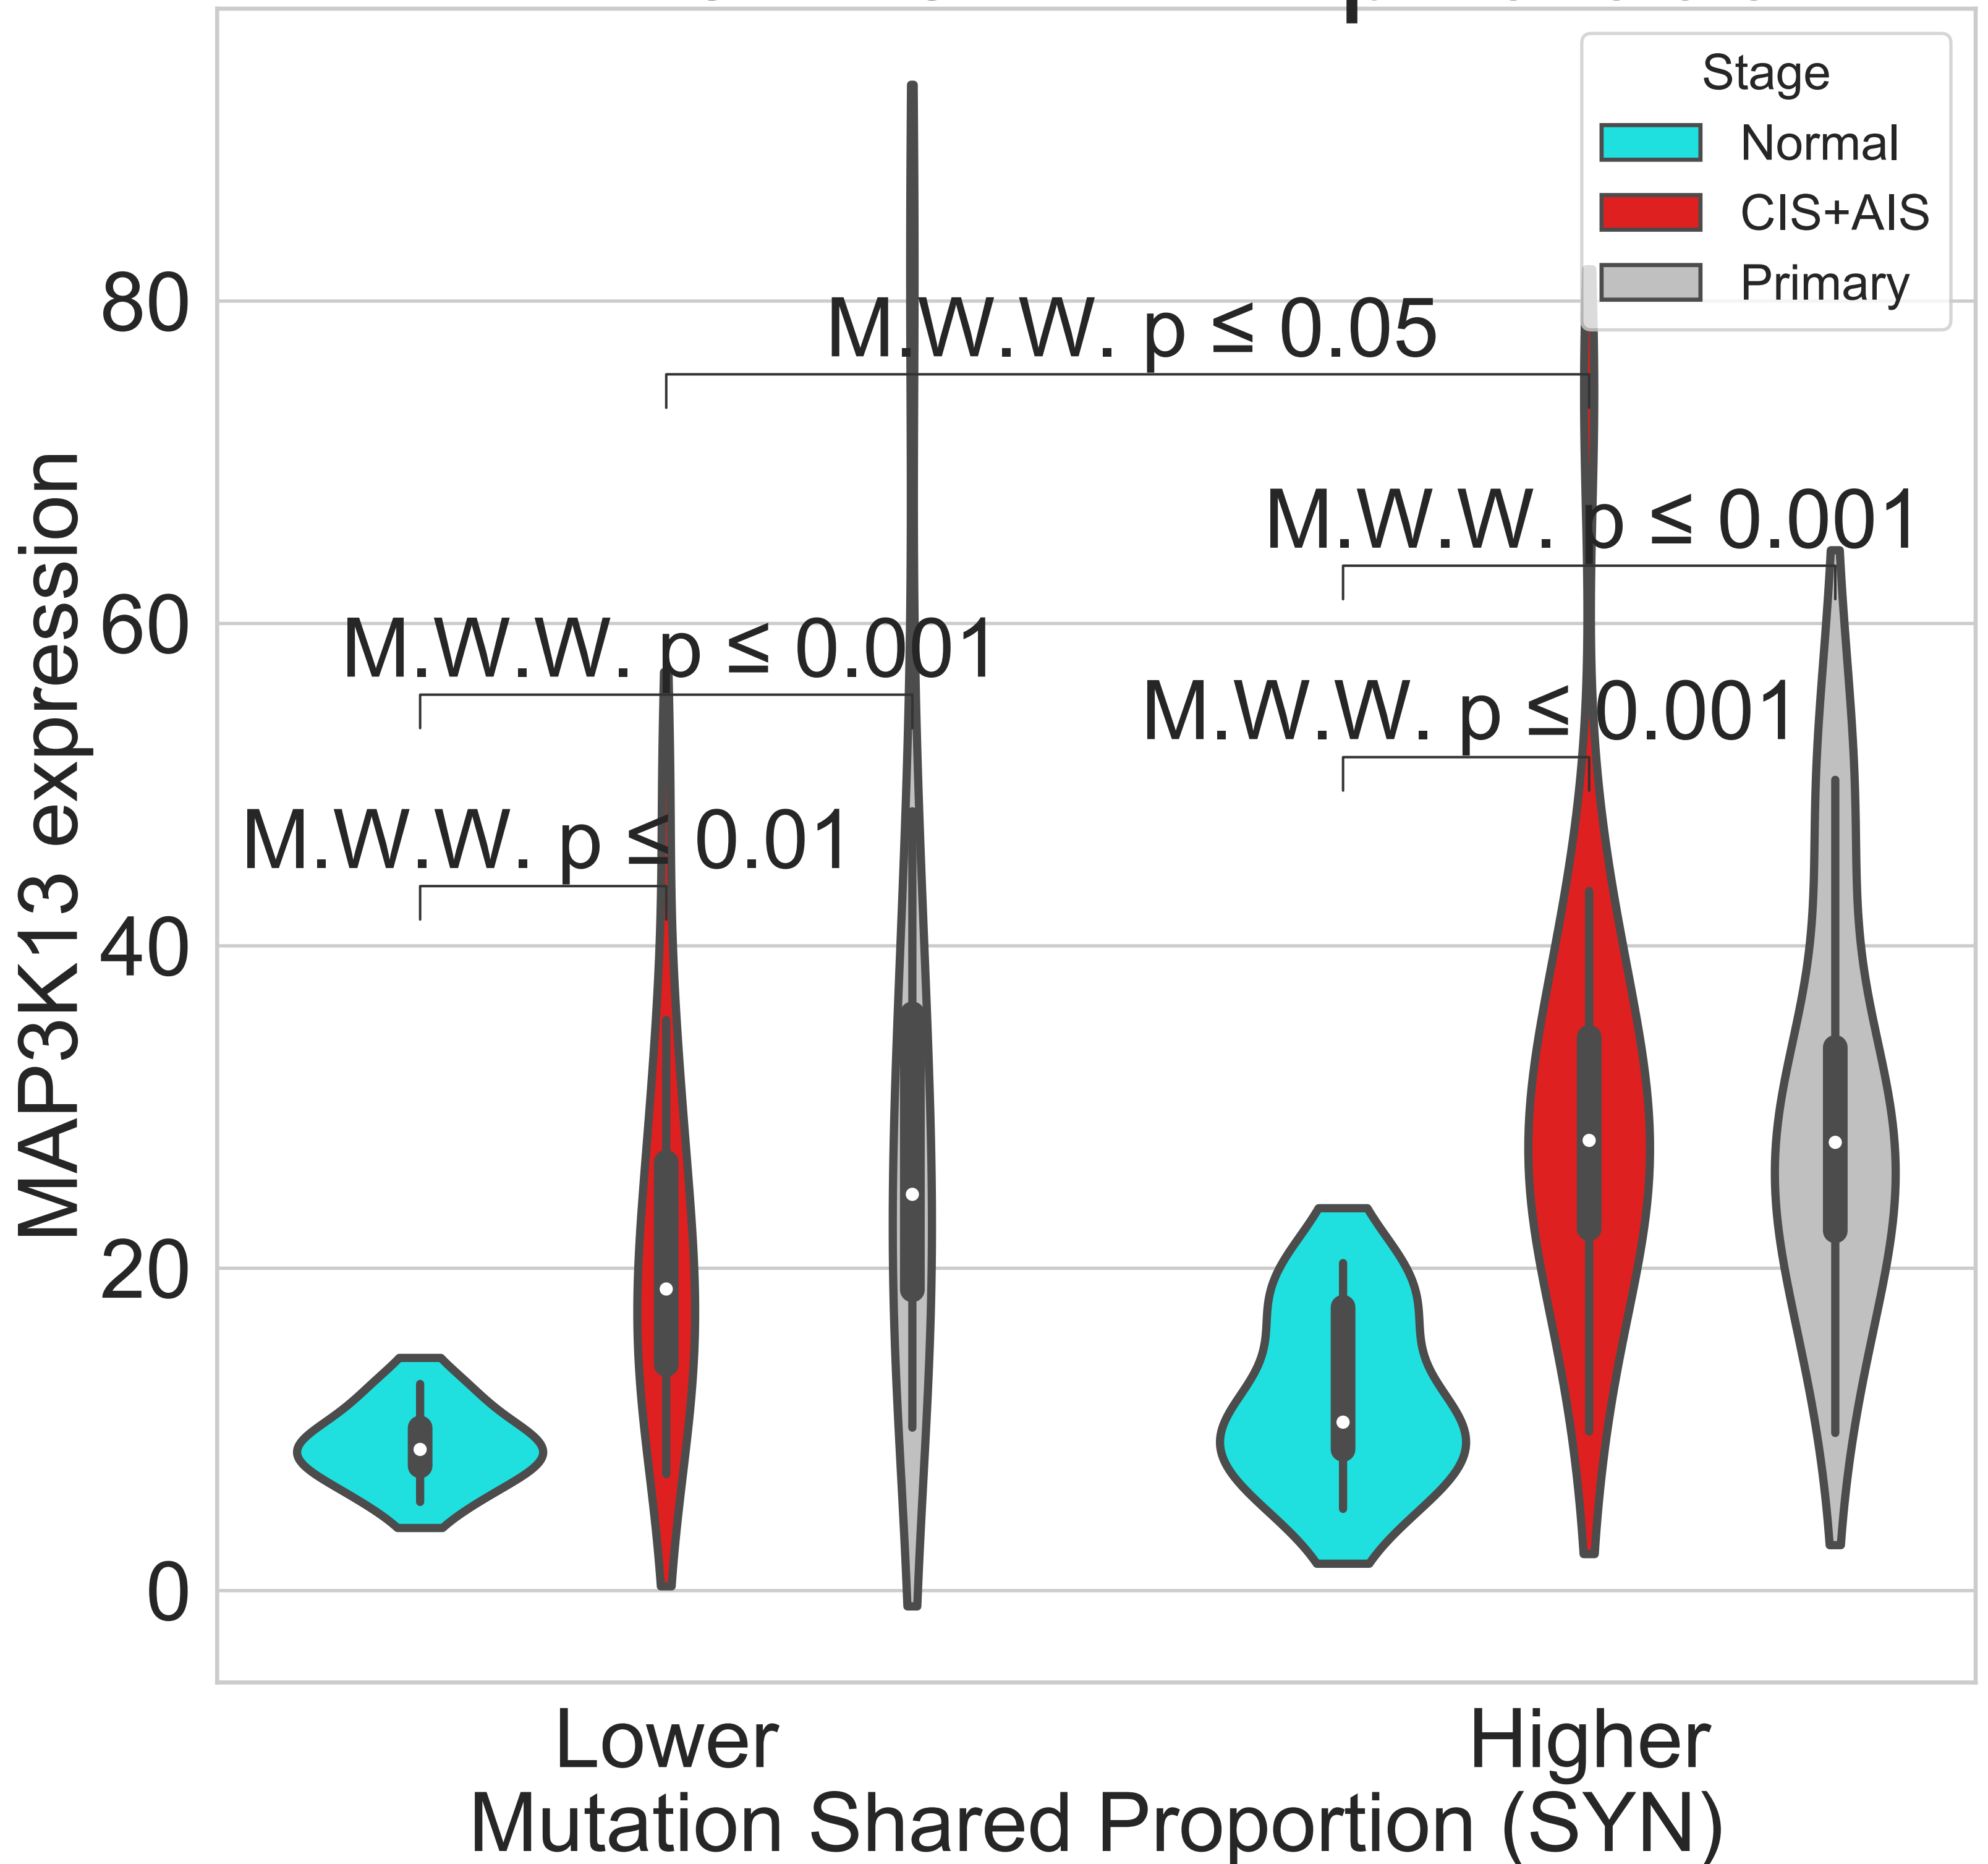 Stage
Normal
CIS+AIS
Primary
MAP3K13 expression
80
60
40
20
0
M.W.W. p ≤ 0.05
M.W.W. p ≤ 0.001
M.W.W. p ≤ 0.001
M.W.W. p ≤ 0.001
M.W.W. p ≤ 0.01
Lower
Higher
Mutation Shared Proportion (SYN)